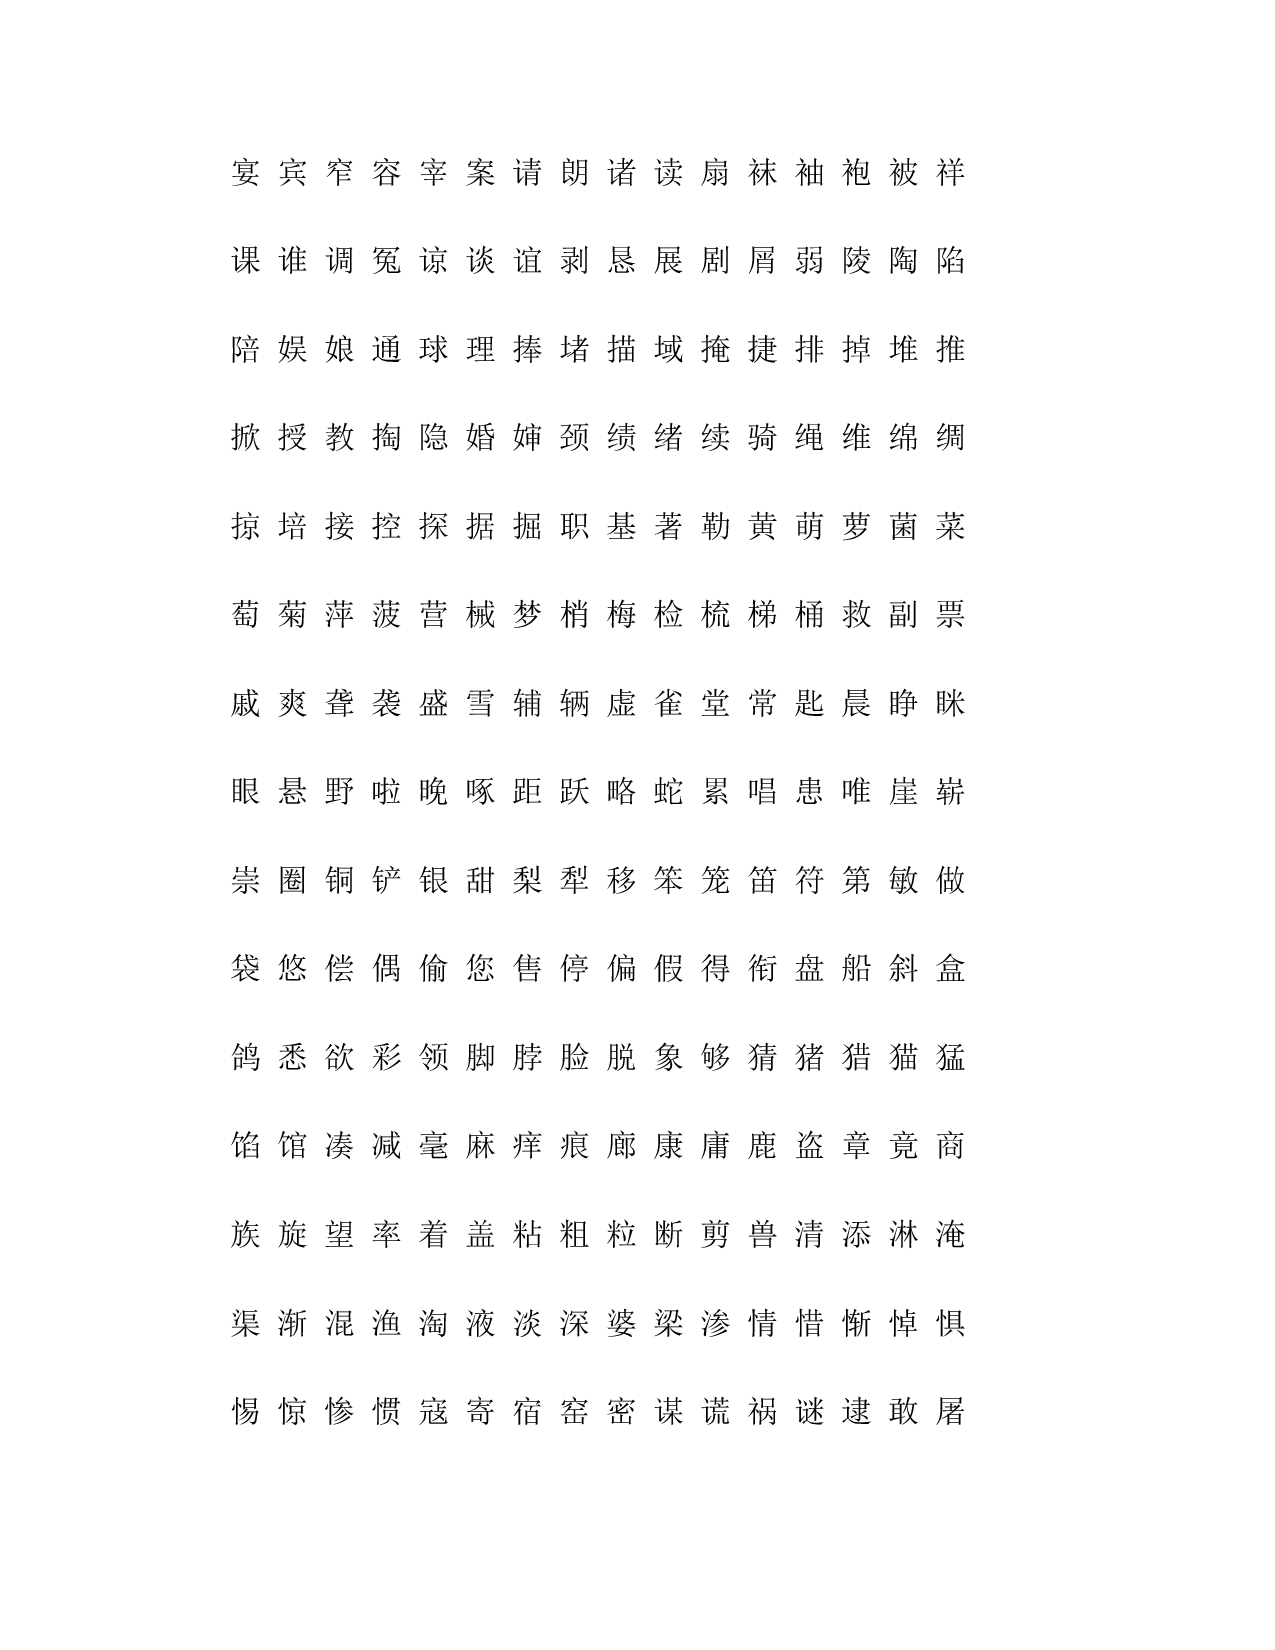 宴 宾 窄 容 宰 案 请 朗 诸 读 扇 袜 袖 袍 被 祥
课 谁 调 冤 谅 谈 谊 剥 恳 展 剧 屑 弱 陵 陶 陷
陪 娱 娘 通 球 理 捧 堵 描 域 掩 捷 排 掉 堆 推
掀 授 教 掏 隐 婚 婶 颈 绩 绪 续 骑 绳 维 绵 绸
掠 培 接 控 探 据 掘 职 基 著 勒 黄 萌 萝 菌 菜
萄 菊 萍 菠 营 械 梦 梢 梅 检 梳 梯 桶 救 副 票
戚 爽 聋 袭 盛 雪 辅 辆 虚 雀 堂 常 匙 晨 睁 眯
眼 悬 野 啦 晚 啄 距 跃 略 蛇 累 唱 患 唯 崖 崭
崇 圈 铜 铲 银 甜 梨 犁 移 笨 笼 笛 符 第 敏 做
袋 悠 偿 偶 偷 您 售 停 偏 假 得 衔 盘 船 斜 盒
鸽 悉 欲 彩 领 脚 脖 脸 脱 象 够 猜 猪 猎 猫 猛
馅 馆 凑 减 毫 麻 痒 痕 廊 康 庸 鹿 盗 章 竟 商
族 旋 望 率 着 盖 粘 粗 粒 断 剪 兽 清 添 淋 淹
渠 渐 混 渔 淘 液 淡 深 婆 梁 渗 情 惜 惭 悼 惧
惕 惊 惨 惯 寇 寄 宿 窑 密 谋 谎 祸 谜 逮 敢 屠